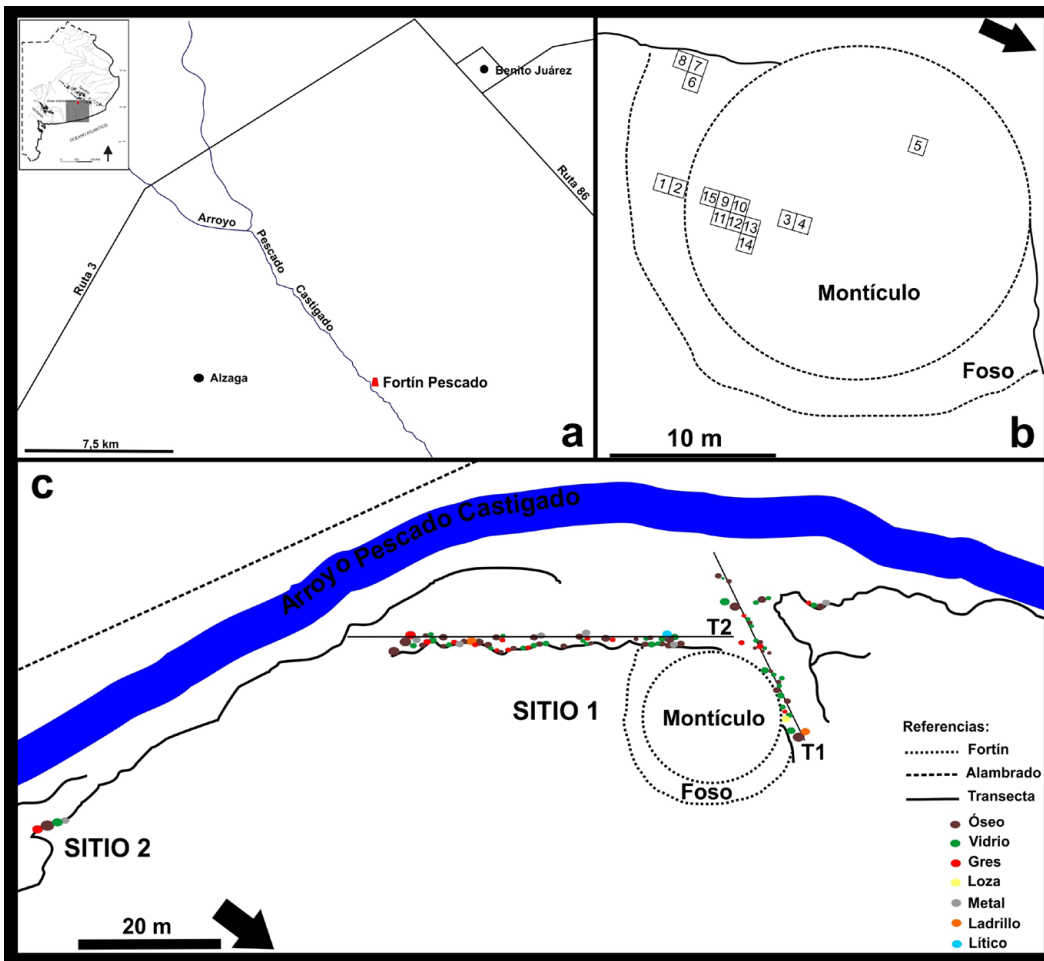 OCEANO ATLANTICO
Benito Juárez
Ruta 86
Arroyo
Pescado
Castigado
Ruta 3
Alzaga
Fortín Pescado
7,5 km
a
8 7
6
5
1 2
15 9 10
11 12 13
14
3 4
Montículo
Foso
10 m
b
c
Arroyo Pescado Castigado
T2
SITIO 1
Montículo
T1
Foso
SITIO 2
20 m
Referencias:
Fortín
Alambrado
Transecta
Óseo
Vidrio
Gres
Loza
Metal
Ladrillo
Lítico